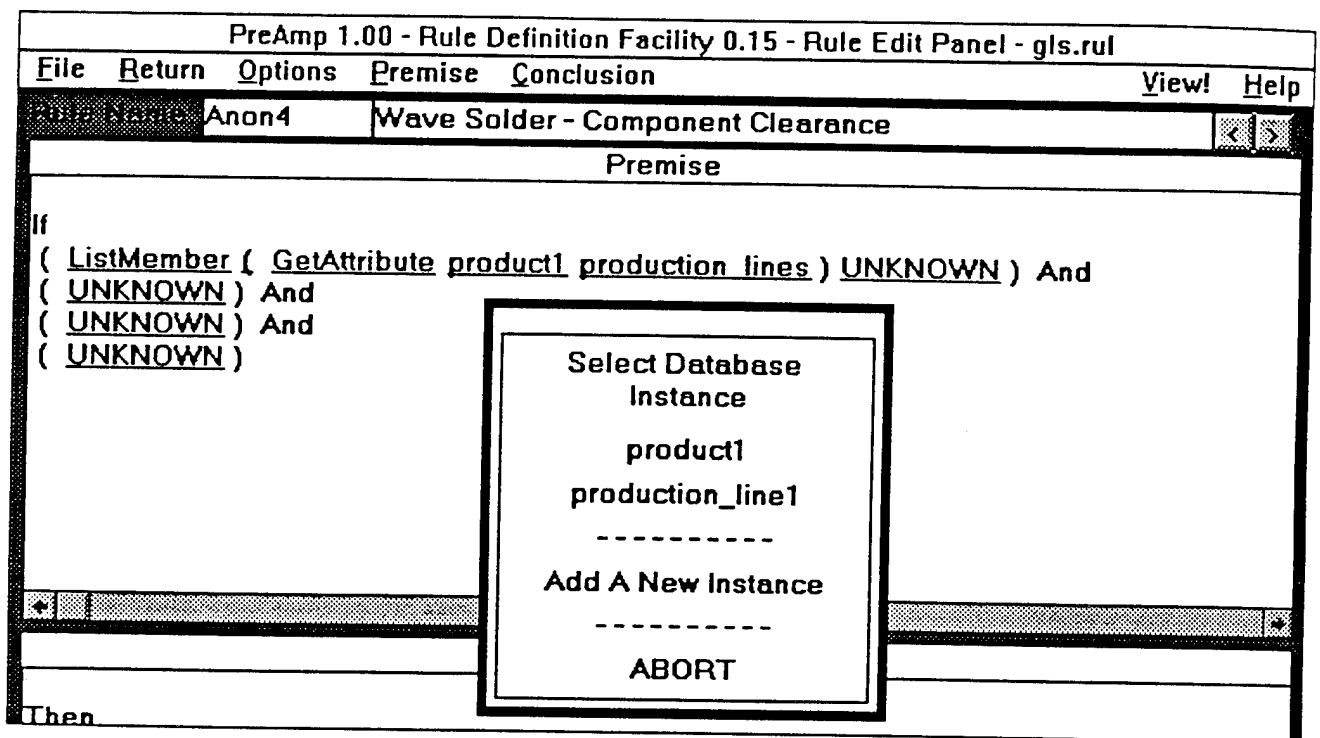 PreAmp 1.00 - Rule Definition Facility 0.15 - Rule Edit Panel - gls.rul
File Return Options Premise Conclusion View! Help
Rule Name Anon4 Wave Solder - Component Clearance < >
Premise
If
( ListMember ( GetAttribute product1 production_lines ) UNKNOWN ) And
( UNKNOWN ) And
( UNKNOWN ) And
( UNKNOWN )
Select Database
Instance
product1
production_line1
----------
Add A New Instance
----------
ABORT
Then